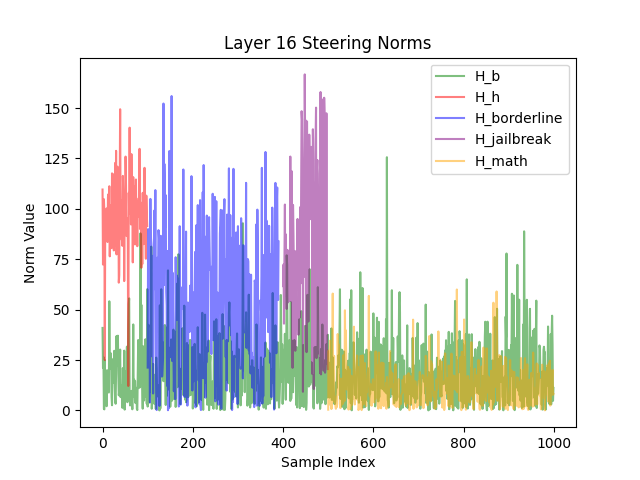 Layer 16 Steering Norms
H_b
H_h
H_borderline
H_jailbreak
H_math
Norm Value
150
125
100
75
50
25
0
0 200 400 600 800 1000
Sample Index